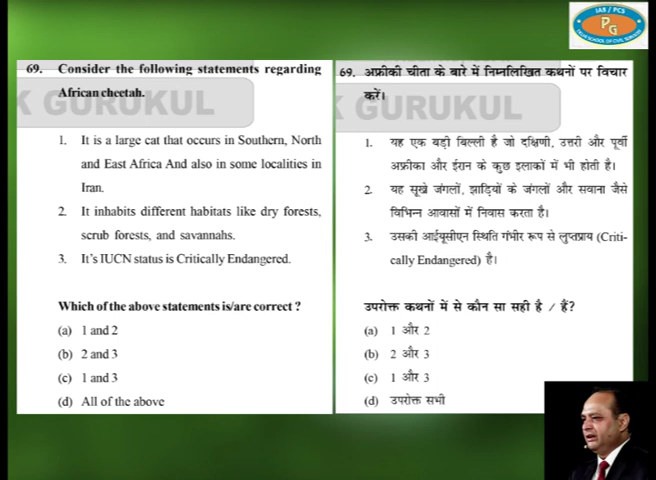 IAS / PCS
PG
69. Consider the following statements regarding
African cheetah.
K GURUKUL
1. It is a large cat that occurs in Southern, North
and East Africa And also in some localities in
Iran.
2. It inhabits different habitats like dry forests,
scrub forests, and savannahs.
3. It's IUCN status is Critically Endangered.
Which of the above statements is/are correct ?
(a) 1 and 2
(b) 2 and 3
(c) 1 and 3
(d) All of the above
69. अफ्रीकी चीता के बारे में निम्नलिखित कथनों पर विचार
करें।
K GURUKUL
1. यह एक बड़ी बिल्ली है जो दक्षिणी, उत्तरी और पूर्वी
अफ्रीका और ईरान के कुछ इलाकों में भी होती है।
2. यह सूखे जंगलों, झाड़ियों के जंगलों और सवाना जैसे
विभिन्न आवासों में निवास करता है।
3. उसकी आईयूसीएन स्थिति गंभीर रूप से लुप्तप्राय (Criti-
cally Endangered) है।
उपरोक्त कथनों में से कौन सा सही है / हैं?
(a) 1 और 2
(b) 2 और 3
(c) 1 और 3
(d) उपरोक्त सभी